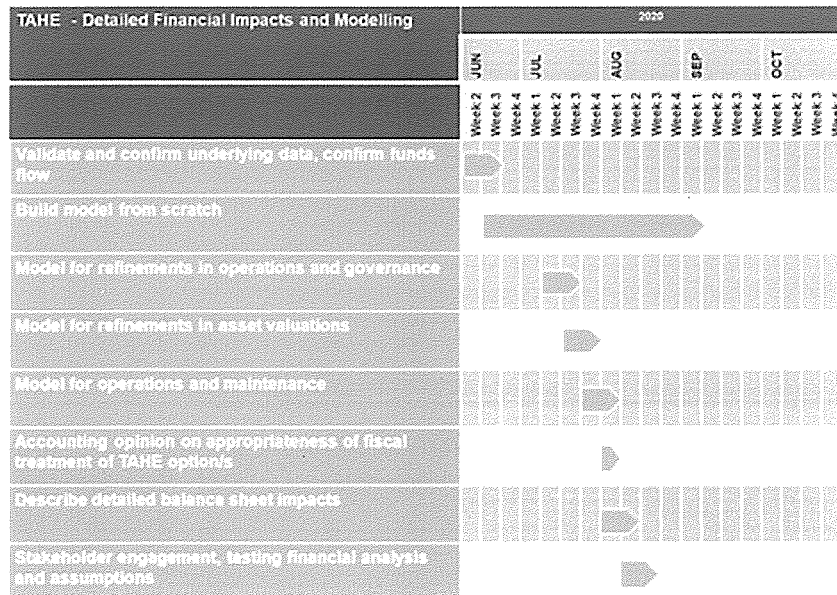 TAHE - Detailed Financial Impacts and Modelling
2020
JUN
JUL
AUG
SEP
OCT
Week 2
Week 3
Week 4
Week 1
Week 2
Week 3
Week 4
Week 1
Week 2
Week 3
Week 4
Week 1
Week 2
Week 3
Week 4
Week 1
Week 2
Week 3
Validate and confirm underlying data, confirm funds
flow
Build model from scratch
Model for refinements in operations and governance
Model for refinements in asset valuations
Model for operations and maintenance
Accounting opinion on appropriateness of fiscal
treatment of TAHE option/s
Describe detailed balance sheet impacts
Stakeholder engagement, testing financial analysis
and assumptions